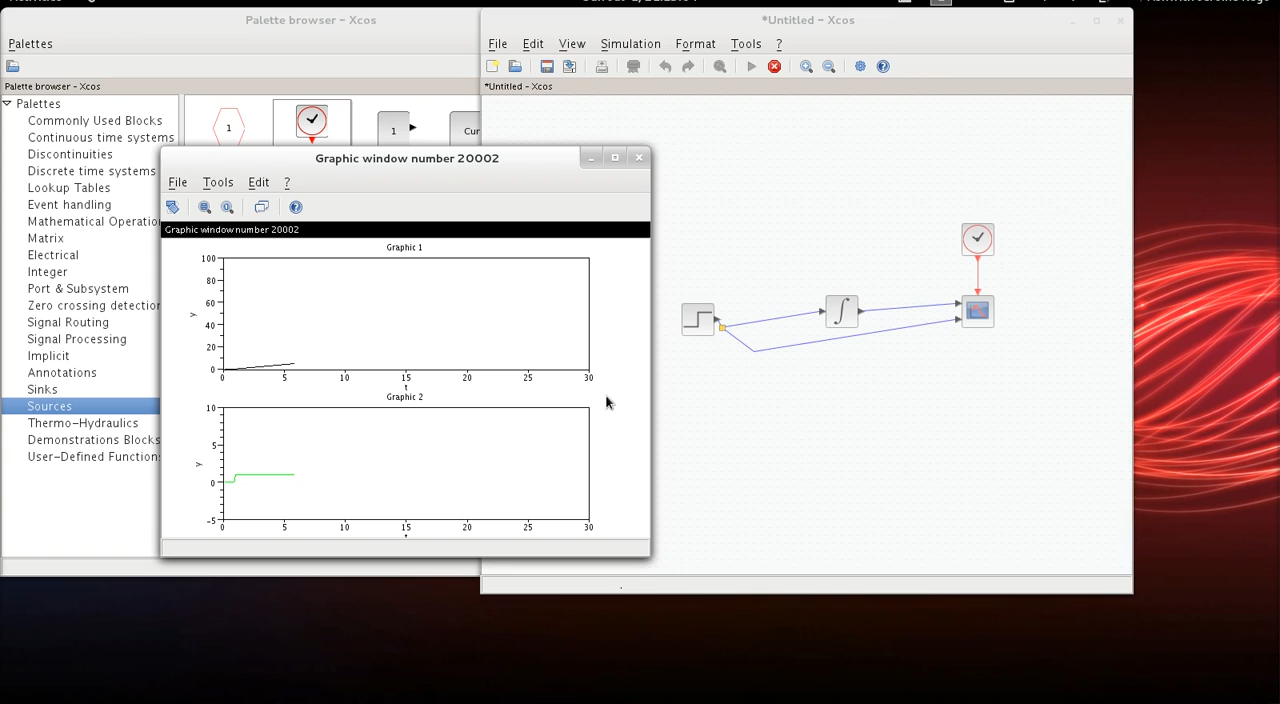 Palette browser – Xcos
*Untitled – Xcos
Palettes
File Edit View Simulation Format Tools ?
Palette browser – Xcos
*Untitled – Xcos
Palettes
Commonly Used Blocks
Continuous time systems
Discontinuities
Discrete time systems
Lookup Tables
Event handling
Mathematical Operatio
Matrix
Electrical
Integer
Port & Subsystem
Zero crossing detectio
Signal Routing
Signal Processing
Implicit
Annotations
Sinks
Sources
Thermo–Hydraulics
Demonstrations Blocks
User–Defined Function
1
1
Cur
Graphic window number 20002
File Tools Edit ?
Graphic window number 20002
Graphic 1
100
80
60
40
20
0
y
0 5 10 15 20 25 30
t
Graphic 2
10
5
0
-5
y
0 5 10 15 20 25 30